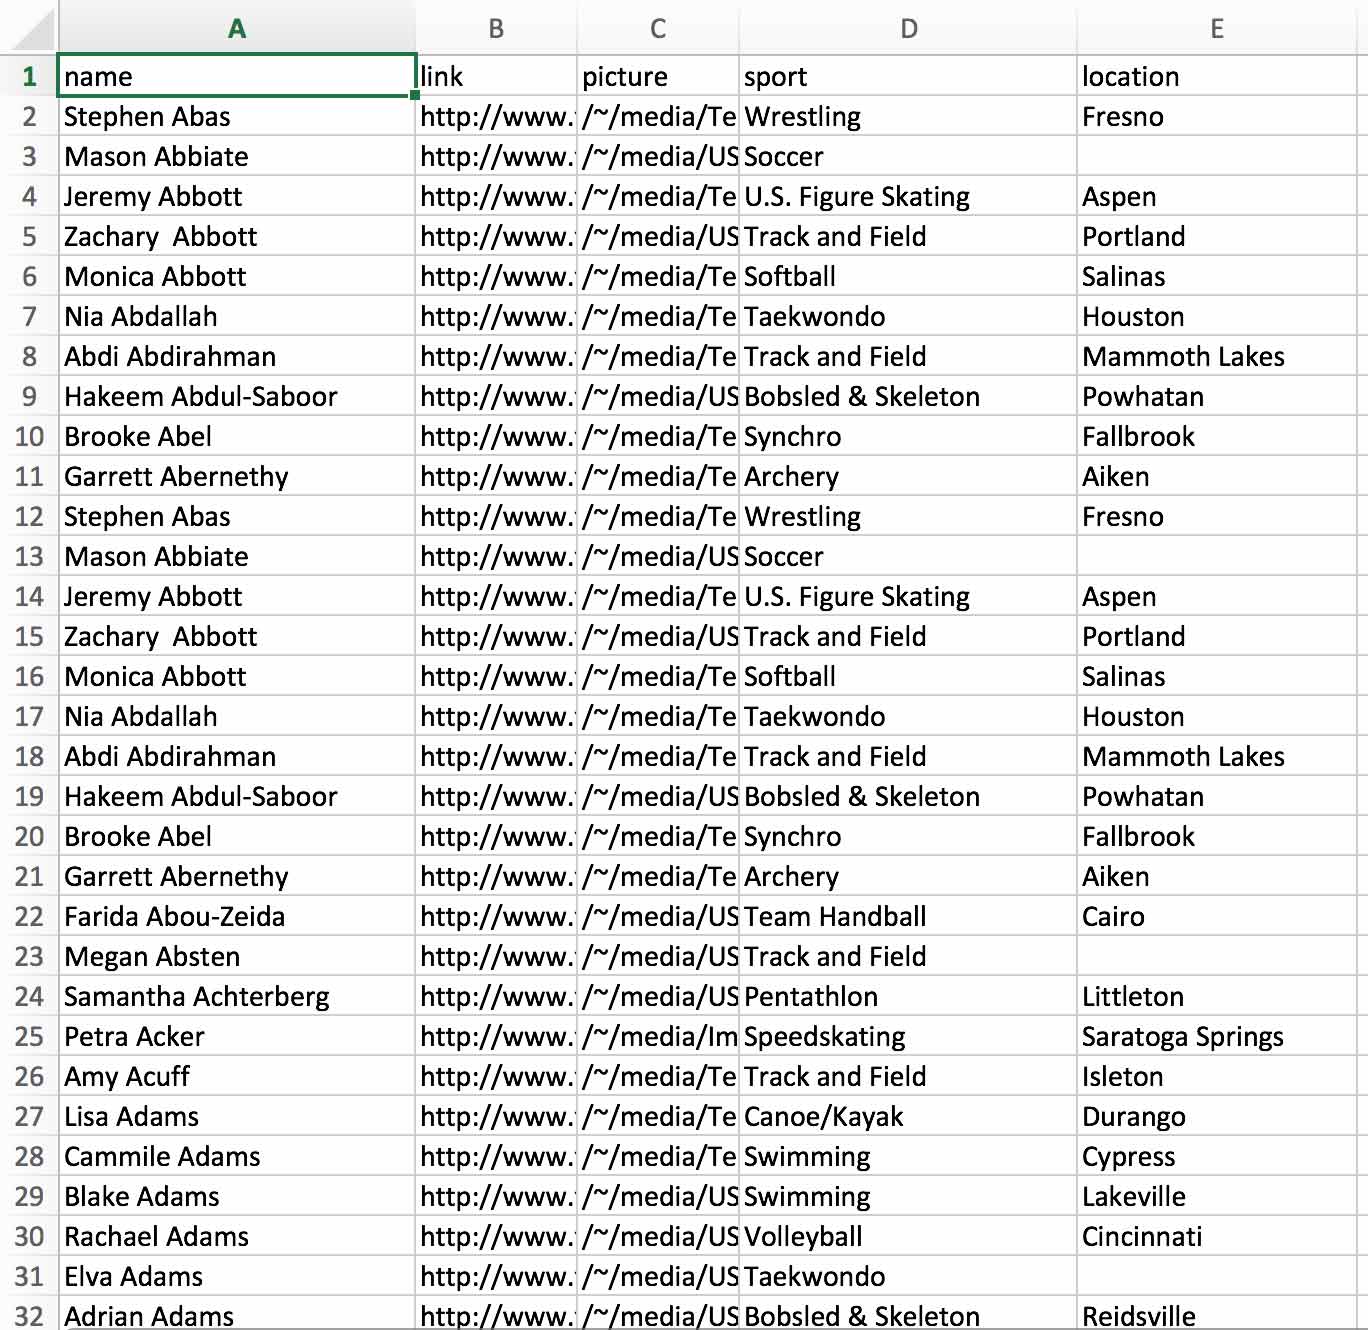 A B C D E
1 name link picture sport location
2 Stephen Abas http://www. /~/media/Te Wrestling Fresno
3 Mason Abbiate http://www. /~/media/US Soccer
4 Jeremy Abbott http://www. /~/media/Te U.S. Figure Skating Aspen
5 Zachary  Abbott http://www. /~/media/US Track and Field Portland
6 Monica Abbott http://www. /~/media/Te Softball Salinas
7 Nia Abdallah http://www. /~/media/Te Taekwondo Houston
8 Abdi Abdirahman http://www. /~/media/Te Track and Field Mammoth Lakes
9 Hakeem Abdul-Saboor http://www. /~/media/US Bobsled & Skeleton Powhatan
10 Brooke Abel http://www. /~/media/Te Synchro Fallbrook
11 Garrett Abernethy http://www. /~/media/Te Archery Aiken
12 Stephen Abas http://www. /~/media/Te Wrestling Fresno
13 Mason Abbiate http://www. /~/media/US Soccer
14 Jeremy Abbott http://www. /~/media/Te U.S. Figure Skating Aspen
15 Zachary  Abbott http://www. /~/media/US Track and Field Portland
16 Monica Abbott http://www. /~/media/Te Softball Salinas
17 Nia Abdallah http://www. /~/media/Te Taekwondo Houston
18 Abdi Abdirahman http://www. /~/media/Te Track and Field Mammoth Lakes
19 Hakeem Abdul-Saboor http://www. /~/media/US Bobsled & Skeleton Powhatan
20 Brooke Abel http://www. /~/media/Te Synchro Fallbrook
21 Garrett Abernethy http://www. /~/media/Te Archery Aiken
22 Farida Abou-Zeida http://www. /~/media/US Team Handball Cairo
23 Megan Absten http://www. /~/media/US Track and Field
24 Samantha Achterberg http://www. /~/media/US Pentathlon Littleton
25 Petra Acker http://www. /~/media/Im Speedskating Saratoga Springs
26 Amy Acuff http://www. /~/media/Te Track and Field Isleton
27 Lisa Adams http://www. /~/media/Te Canoe/Kayak Durango
28 Cammile Adams http://www. /~/media/Te Swimming Cypress
29 Blake Adams http://www. /~/media/US Swimming Lakeville
30 Rachael Adams http://www. /~/media/US Volleyball Cincinnati
31 Elva Adams http://www. /~/media/US Taekwondo
32 Adrian Adams http://www. /~/media/US Bobsled & Skeleton Reidsville